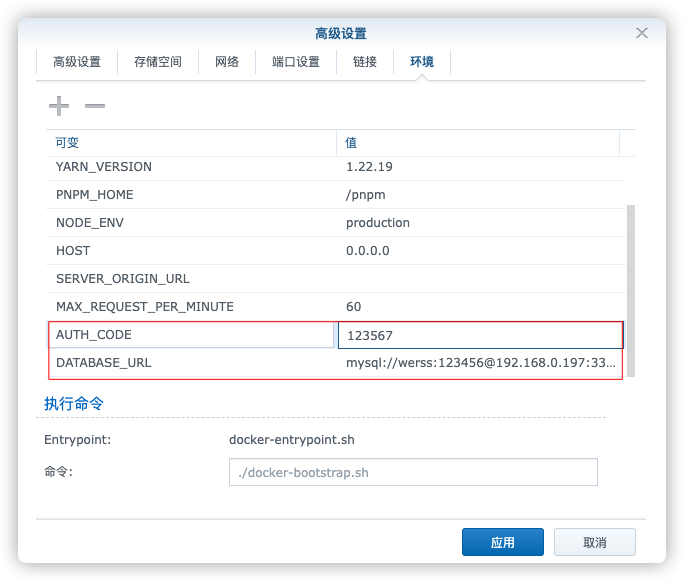 高级设置
高级设置 存储空间 网络 端口设置 链接 环境
可变 值
YARN_VERSION 1.22.19
PNPM_HOME /pnpm
NODE_ENV production
HOST 0.0.0.0
SERVER_ORIGIN_URL
MAX_REQUEST_PER_MINUTE 60
AUTH_CODE 123567
DATABASE_URL mysql://werss:123456@192.168.0.197:33...
执行命令
Entrypoint: docker-entrypoint.sh
命令: ./docker-bootstrap.sh
应用 取消